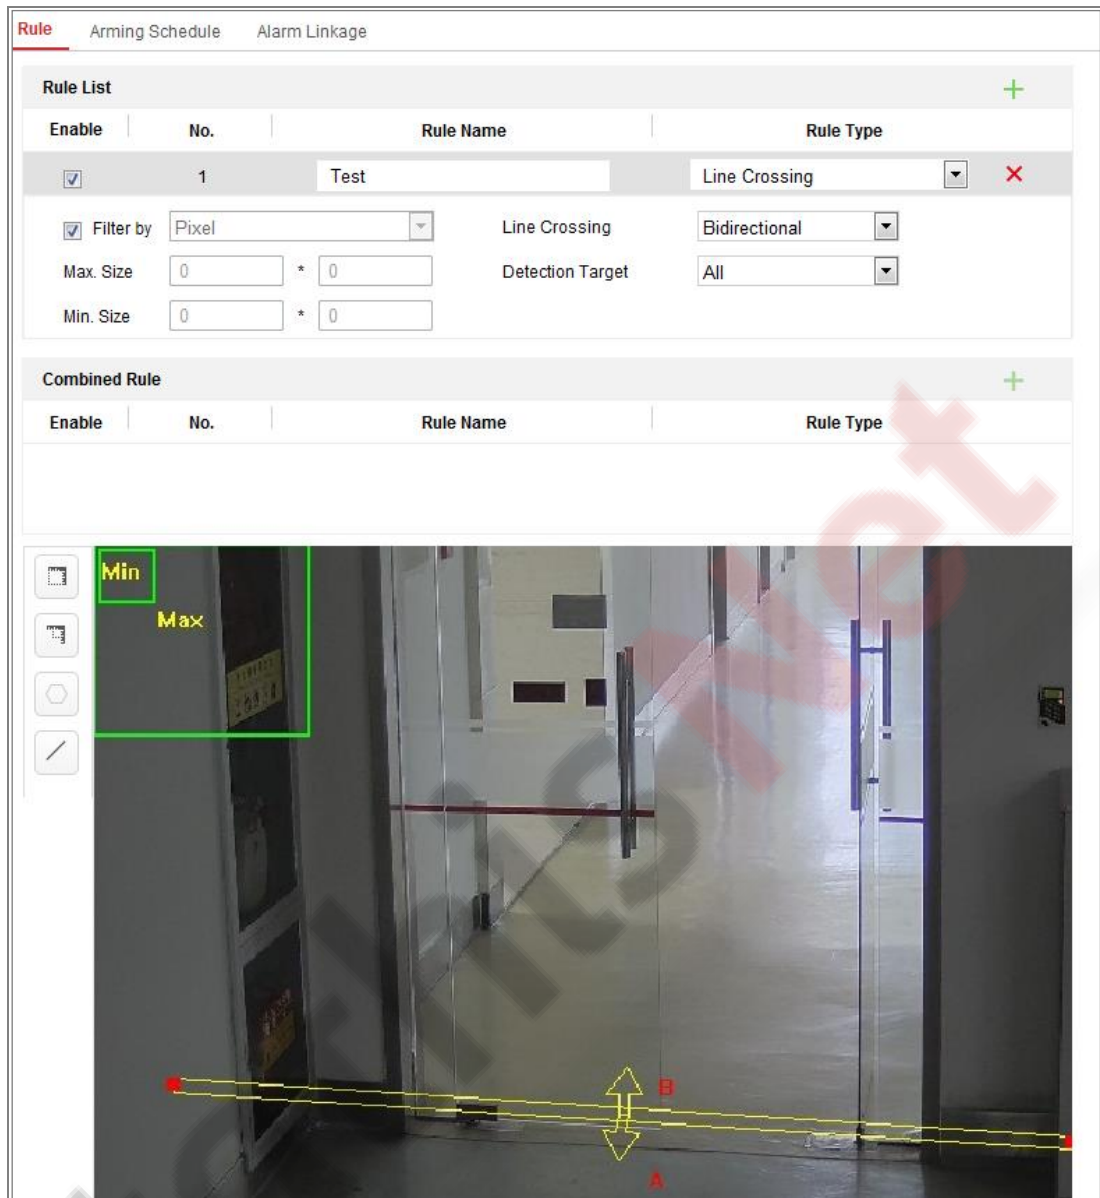 Rule Arming Schedule Alarm Linkage
Rule List
Enable No. Rule Name Rule Type
1 Test Line Crossing
Filter by Pixel Line Crossing Bidirectional
Max. Size 0 * 0 Detection Target All
Min. Size 0 * 0
Combined Rule
Enable No. Rule Name Rule Type
Min
Max
B
A